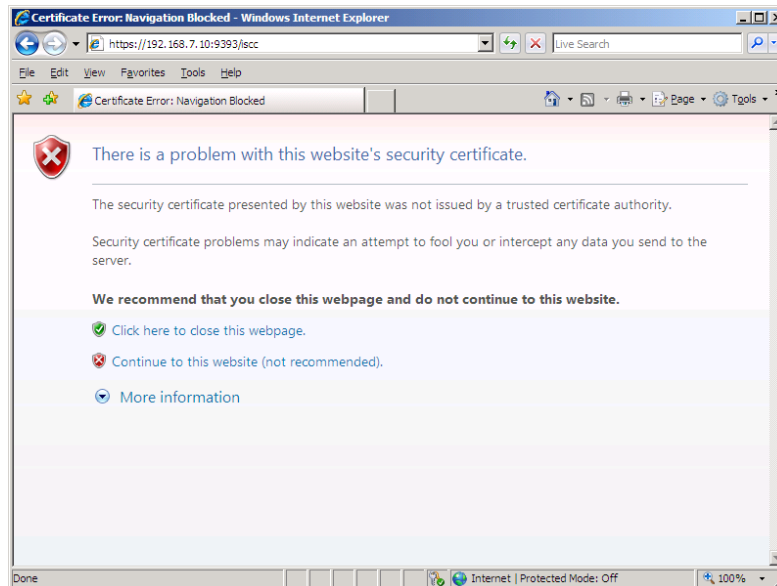 Certificate Error: Navigation Blocked - Windows Internet Explorer
https://192.168.7.10:9393/iscc
Live Search
File Edit View Favorites Tools Help
Certificate Error: Navigation Blocked
Page Tools
There is a problem with this website's security certificate.
The security certificate presented by this website was not issued by a trusted certificate authority.
Security certificate problems may indicate an attempt to fool you or intercept any data you send to the
server.
We recommend that you close this webpage and do not continue to this website.
Click here to close this webpage.
Continue to this website (not recommended).
More information
Done
Internet | Protected Mode: Off
100%